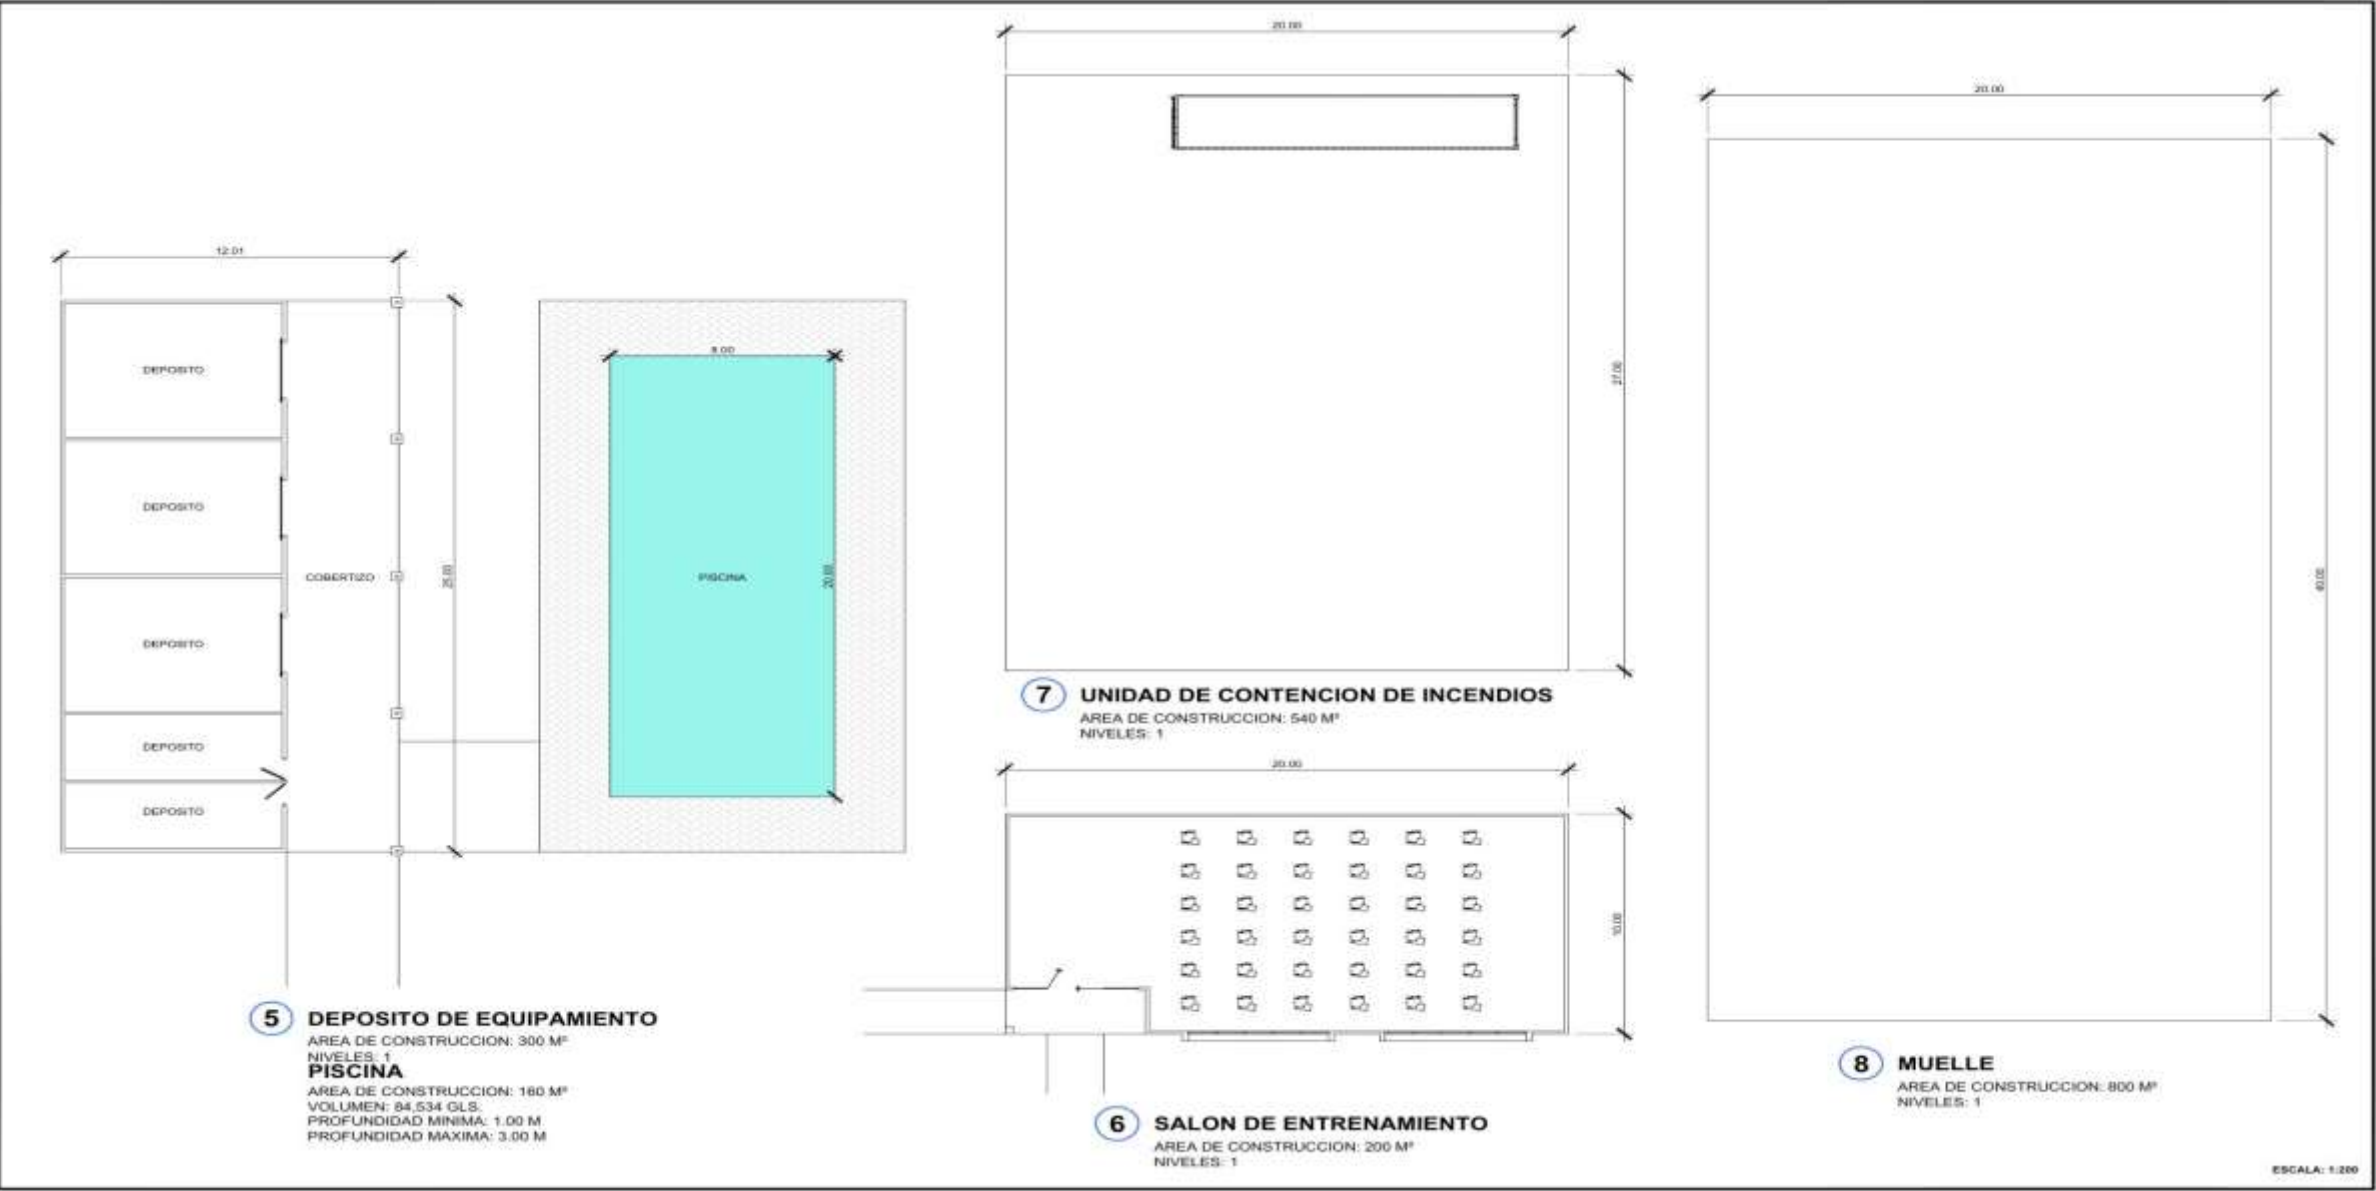 20.00
20.00
12.01
DEPOSITO
8.00
27.00
DEPOSITO
COBERTIZO
25.00
PISCINA
20.00
40.00
DEPOSITO
DEPOSITO
DEPOSITO
7 UNIDAD DE CONTENCION DE INCENDIOS
AREA DE CONSTRUCCION: 540 M²
NIVELES: 1
20.00
10.00
5 DEPOSITO DE EQUIPAMIENTO
AREA DE CONSTRUCCION: 300 M²
NIVELES: 1
PISCINA
AREA DE CONSTRUCCION: 160 M²
VOLUMEN: 84,534 GLS.
PROFUNDIDAD MINIMA: 1.00 M
PROFUNDIDAD MAXIMA: 3.00 M
6 SALON DE ENTRENAMIENTO
AREA DE CONSTRUCCION: 200 M²
NIVELES: 1
8 MUELLE
AREA DE CONSTRUCCION: 800 M²
NIVELES: 1
ESCALA: 1:200